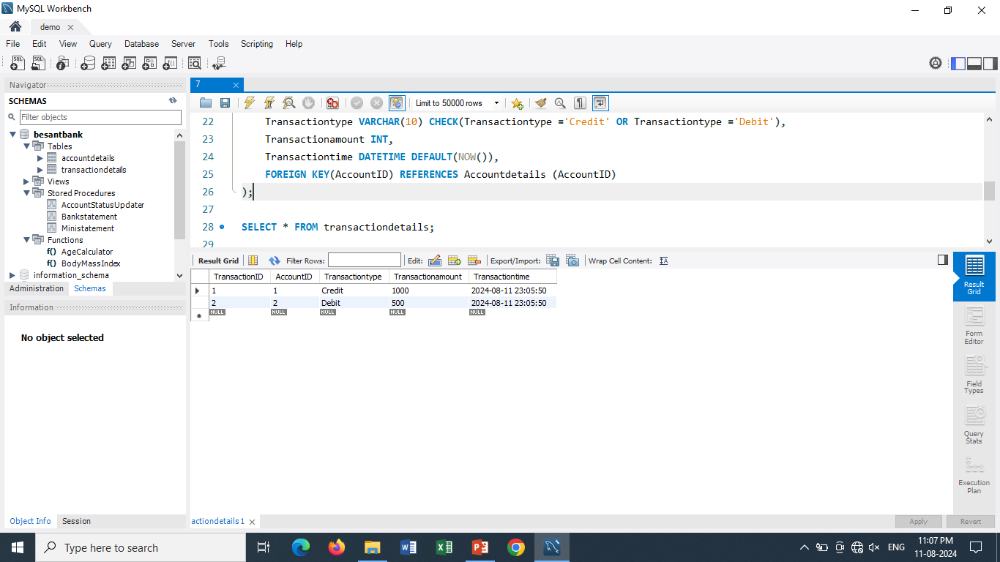 MySQL Workbench
demo
File Edit View Query Database Server Tools Scripting Help
Navigator
SCHEMAS
Filter objects
besantbank
Tables
accountdetails
transactiondetails
Views
Stored Procedures
AccountStatusUpdater
Bankstatement
Ministatement
Functions
f() AgeCalculator
f() BodyMassIndex
information_schema
Administration Schemas
Information
No object selected
Object Info Session
7
Limit to 50000 rows
22 Transactiontype VARCHAR(10) CHECK(Transactiontype ='Credit' OR Transactiontype ='Debit'),
23 Transactionamount INT,
24 Transactiontime DATETIME DEFAULT(NOW()),
25 FOREIGN KEY(AccountID) REFERENCES Accountdetails (AccountID)
26 );
27
28 SELECT * FROM transactiondetails;
29
Result Grid Filter Rows: Edit: Export/Import: Wrap Cell Content: IA
TransactionID AccountID Transactiontype Transactionamount Transactiontime
1 1 Credit 1000 2024-08-11 23:05:50
2 2 Debit 500 2024-08-11 23:05:50
NULL NULL NULL NULL NULL
Result
Grid
Form
Editor
Field
Types
Query
Stats
Execution
Plan
actiondetails 1
Apply Revert
Type here to search
ENG
11:07 PM
11-08-2024